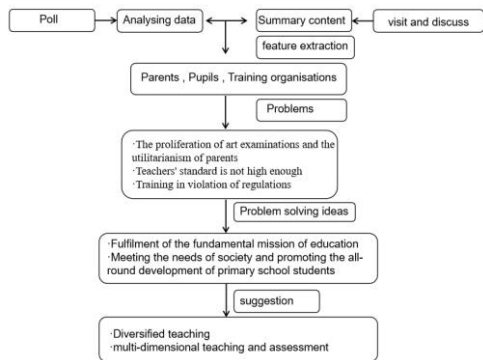 Poll
Analysing data
Summary content
visit and discuss
feature extraction
Parents , Pupils , Training organisations
Problems
·The proliferation of art examinations and the
utilitarianism of parents
·Teachers' standard is not high enough
·Training in violation of regulations
Problem solving ideas
·Fulfilment of the fundamental mission of education
·Meeting the needs of society and promoting the all-
round development of primary school students
suggestion
·Diversified teaching
·multi-dimensional teaching and assessment